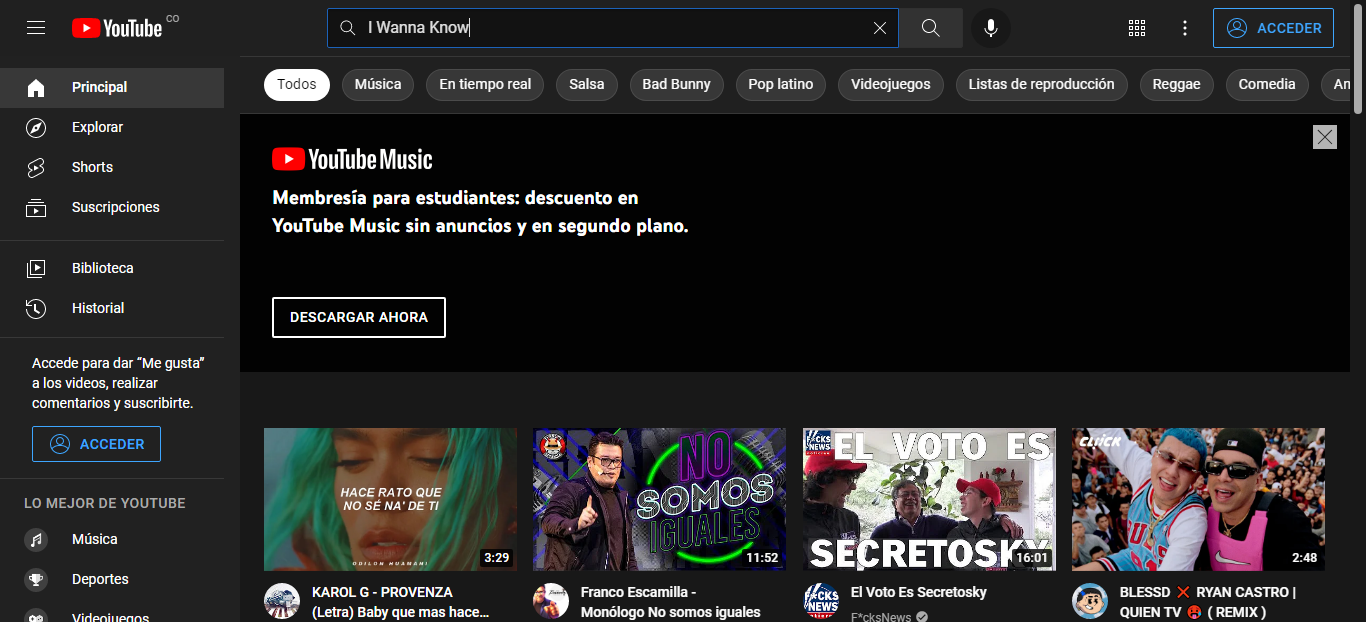 YouTube CO
I Wanna Know
ACCEDER
Principal
Explorar
Shorts
Suscripciones
Biblioteca
Historial
Accede para dar “Me gusta”
a los videos, realizar
comentarios y suscribirte.
ACCEDER
LO MEJOR DE YOUTUBE
Música
Deportes
Videojuegos
Todos
Música
En tiempo real
Salsa
Bad Bunny
Pop latino
Videojuegos
Listas de reproducción
Reggae
Comedia
An
YouTube Music
Membresía para estudiantes: descuento en
YouTube Music sin anuncios y en segundo plano.
DESCARGAR AHORA
HACE RATO QUE
NO SÉ NA' DE TI
ODILON HUAMANI
3:29
KAROL G - PROVENZA
(Letra) Baby que mas hace...
NO
SOMOS
IGUALES
11:52
Franco Escamilla -
Monólogo No somos iguales
F*CKS
NEWS
EL VOTO ES
SECRETOSKY
16:01
F*CKS
NEWS
El Voto Es Secretosky
F*cksNews
CLIICK
2:48
BLESSD ❌ RYAN CASTRO |
QUIEN TV 🥵 ( REMIX )